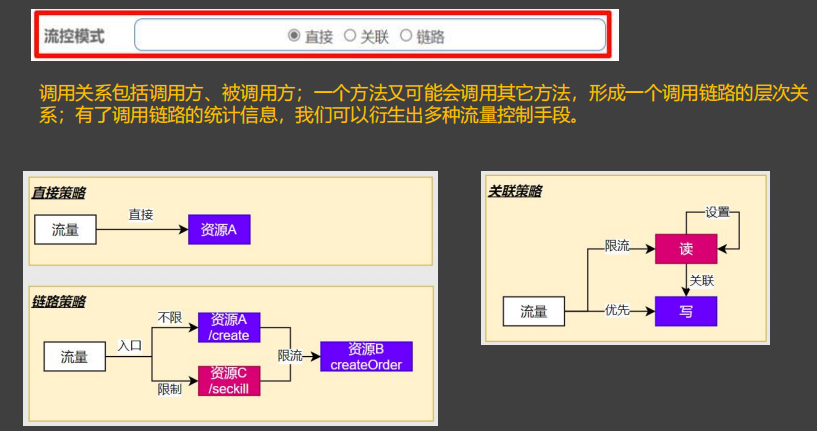 流控模式 直接 关联 链路
调用关系包括调用方、被调用方；一个方法又可能会调用其它方法，形成一个调用链路的层次关
系；有了调用链路的统计信息，我们可以衍生出多种流量控制手段。
直接策略
流量
直接
资源A
链路策略
流量
入口
不限
资源A
/create
限制
资源C
/seckill
限流
资源B
createOrder
关联策略
设置
限流
读
关联
流量
优先
写